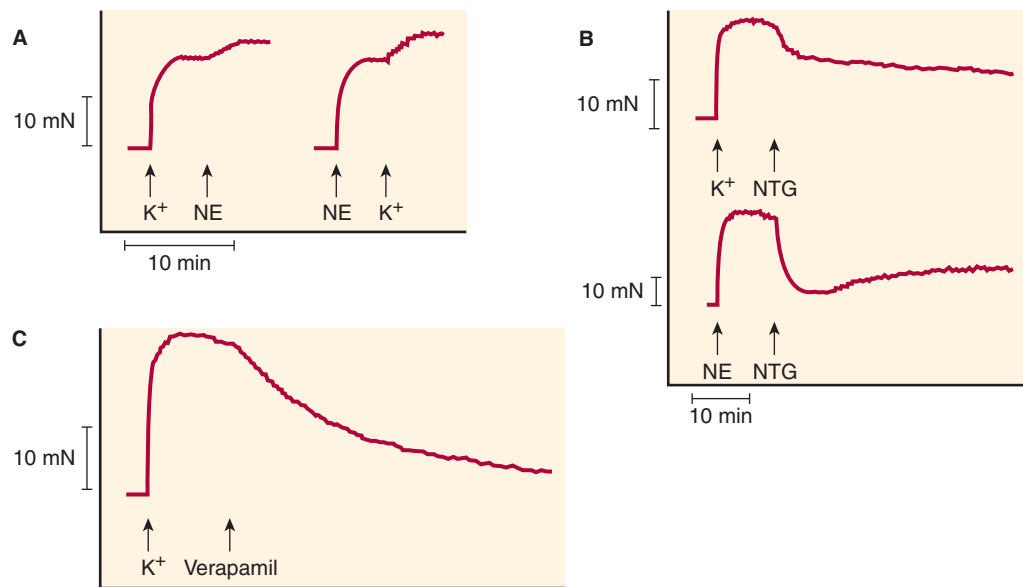 A
10 mN
K+ NE NE K+
10 min
B
10 mN
K+ NTG
10 mN
NE NTG
10 min
C
10 mN
K+ Verapamil